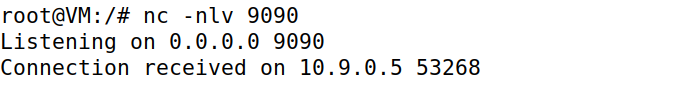 root@VM:/# nc -nlv 9090
Listening on 0.0.0.0 9090
Connection received on 10.9.0.5 53268